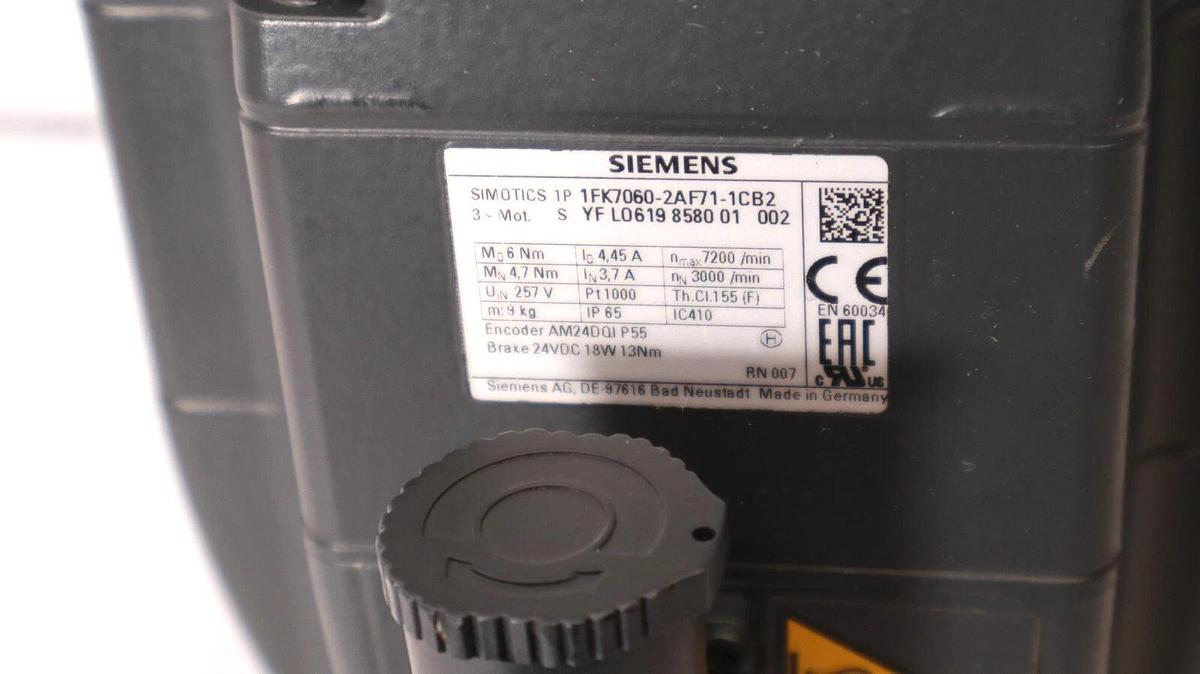 SIEMENS
SIMOTICS 1P 1FK7060-2AF71-1CB2
3~ Mot. S YF L0619 8580 01 002
M0 6 Nm I0 4,45 A nmax 7200 /min
MN 4,7 Nm IN 3,7 A nN 3000 /min
UIN 257 V Pt1000 Th.Cl.155 (F)
m: 9 kg IP 65 IC410
Encoder AM24DQI P55 H
Brake 24VDC 18W 13Nm
RN 007
CE
EN 60034
EAC
c RU US
Siemens AG, DE-97616 Bad Neustadt Made in Germany